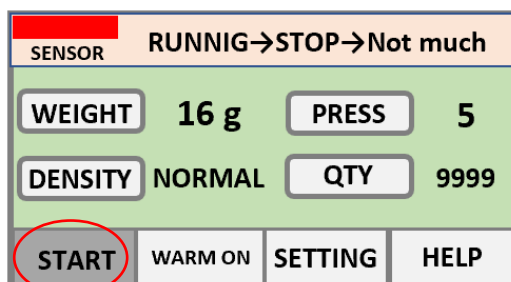 SENSOR RUNNIG→STOP→Not much
WEIGHT 16 g PRESS 5
DENSITY NORMAL QTY 9999
START WARM ON SETTING HELP